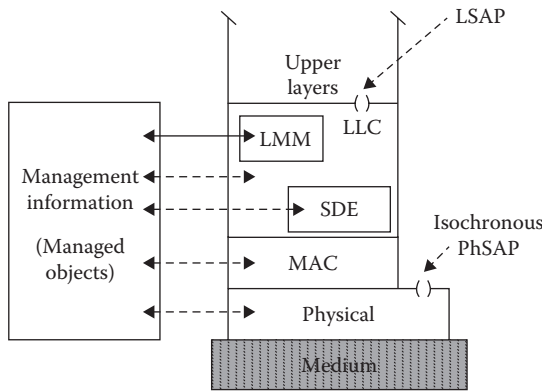 LSAP
Upper
layers
LLC
LMM
Management
information
SDE
Isochronous
PhSAP
(Managed
objects)
MAC
Physical
Medium